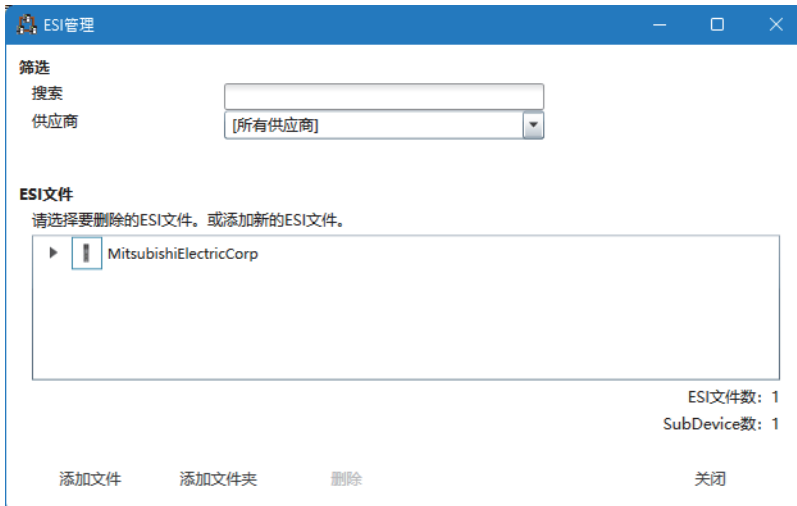 ESI管理
筛选
搜索
供应商 [所有供应商]
ESI文件
请选择要删除的ESI文件。或添加新的ESI文件。
MitsubishiElectricCorp
ESI文件数: 1
SubDevice数: 1
添加文件 添加文件夹 删除 关闭